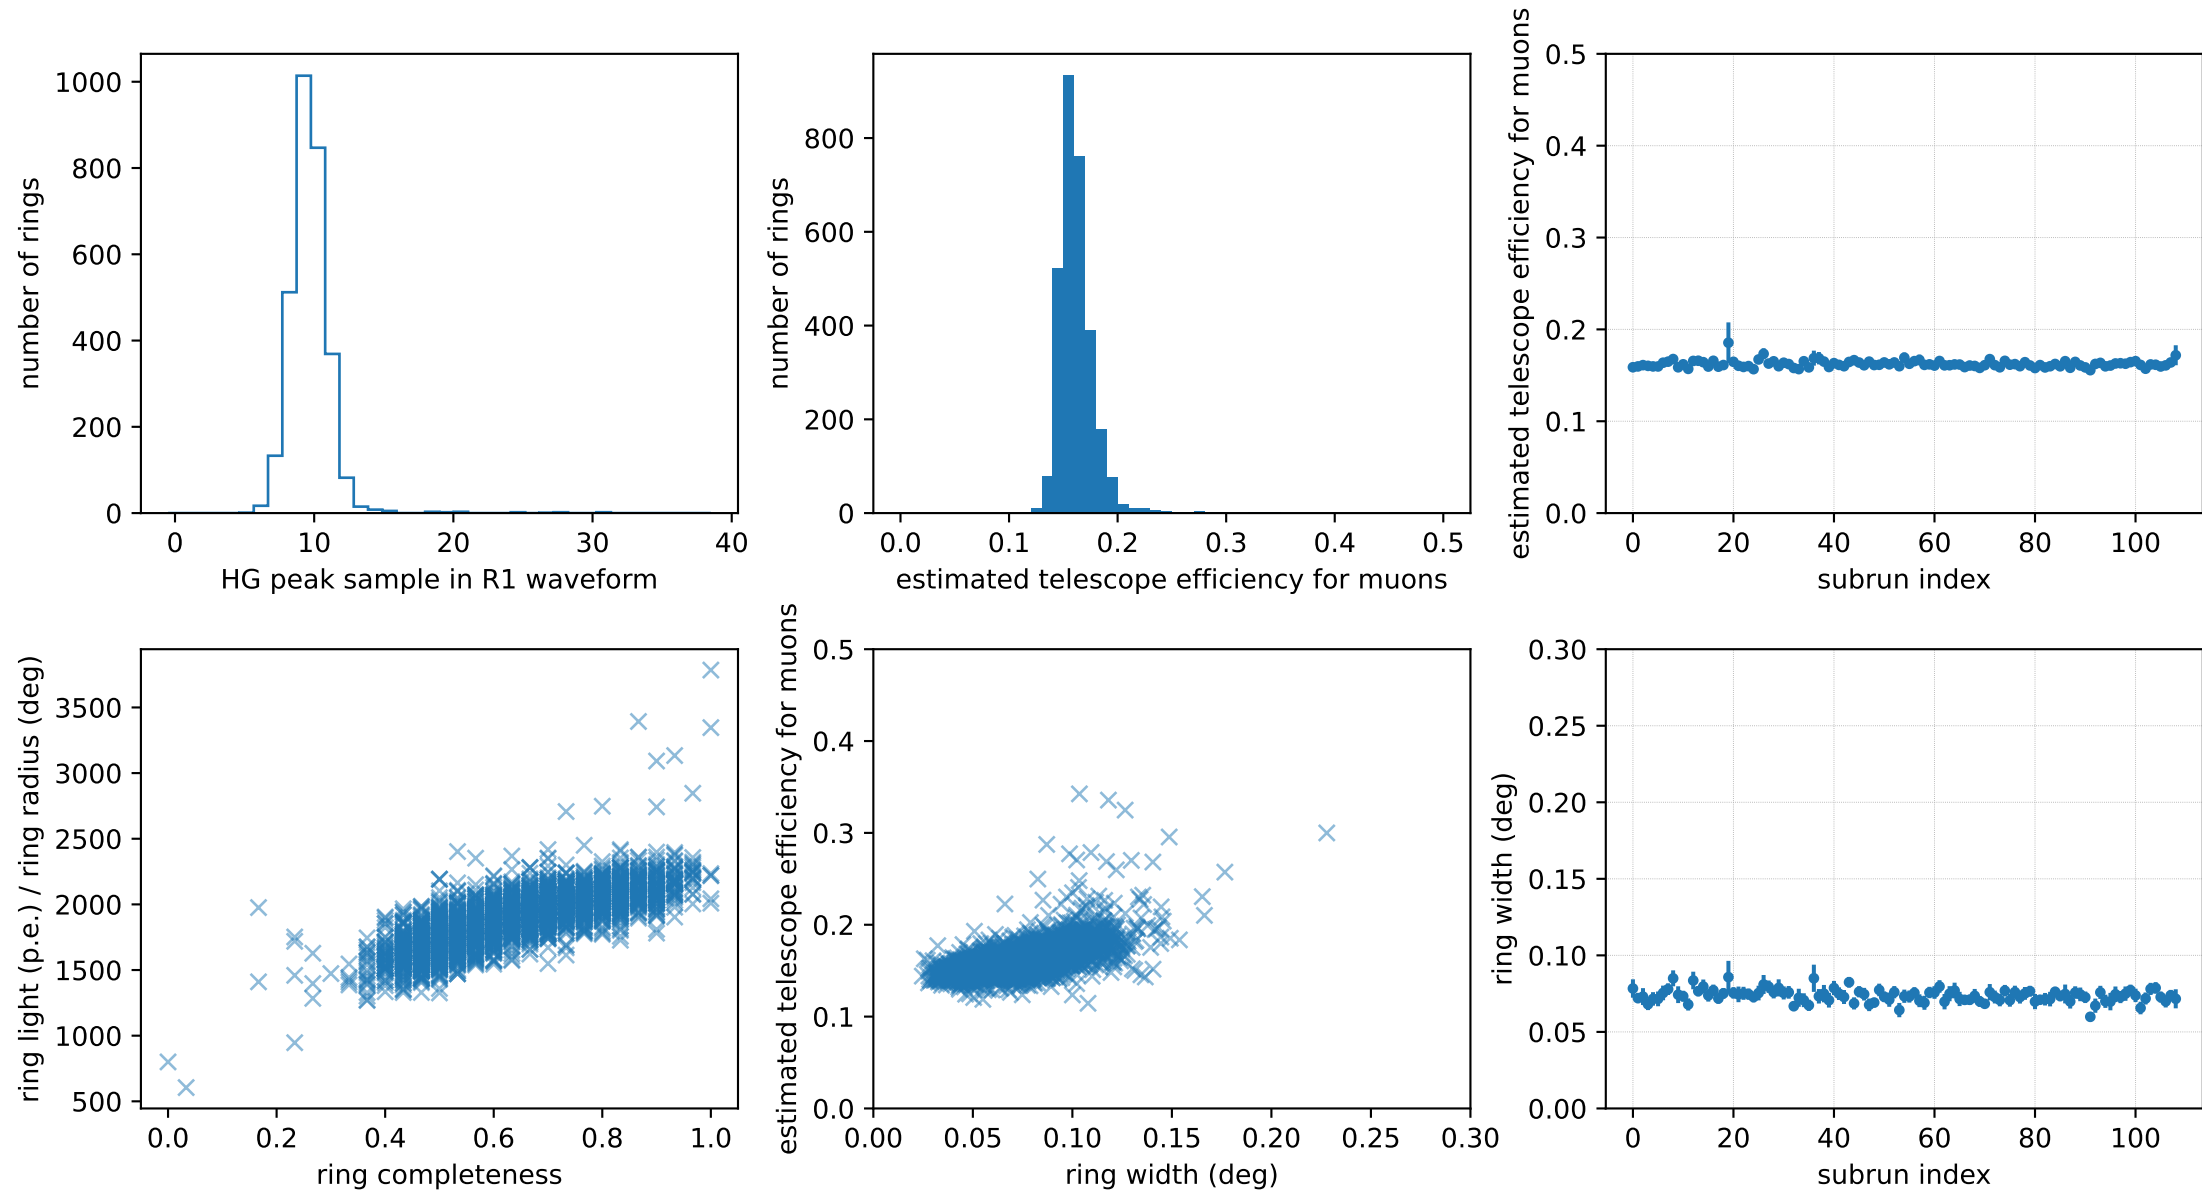 number of rings
1000
800
600
400
200
0
0 10 20 30 40
HG peak sample in R1 waveform
number of rings
800
600
400
200
0
0.0 0.1 0.2 0.3 0.4 0.5
estimated telescope efficiency for muons
estimated telescope efficiency for muons
0.5
0.4
0.3
0.2
0.1
0.0
0 20 40 60 80 100
subrun index
ring light (p.e.) / ring radius (deg)
3500
3000
2500
2000
1500
1000
500
0.0 0.2 0.4 0.6 0.8 1.0
ring completeness
estimated telescope efficiency for muons
0.5
0.4
0.3
0.2
0.1
0.0
0.00 0.05 0.10 0.15 0.20 0.25 0.30
ring width (deg)
ring width (deg)
0.30
0.25
0.20
0.15
0.10
0.05
0.00
0 20 40 60 80 100
subrun index